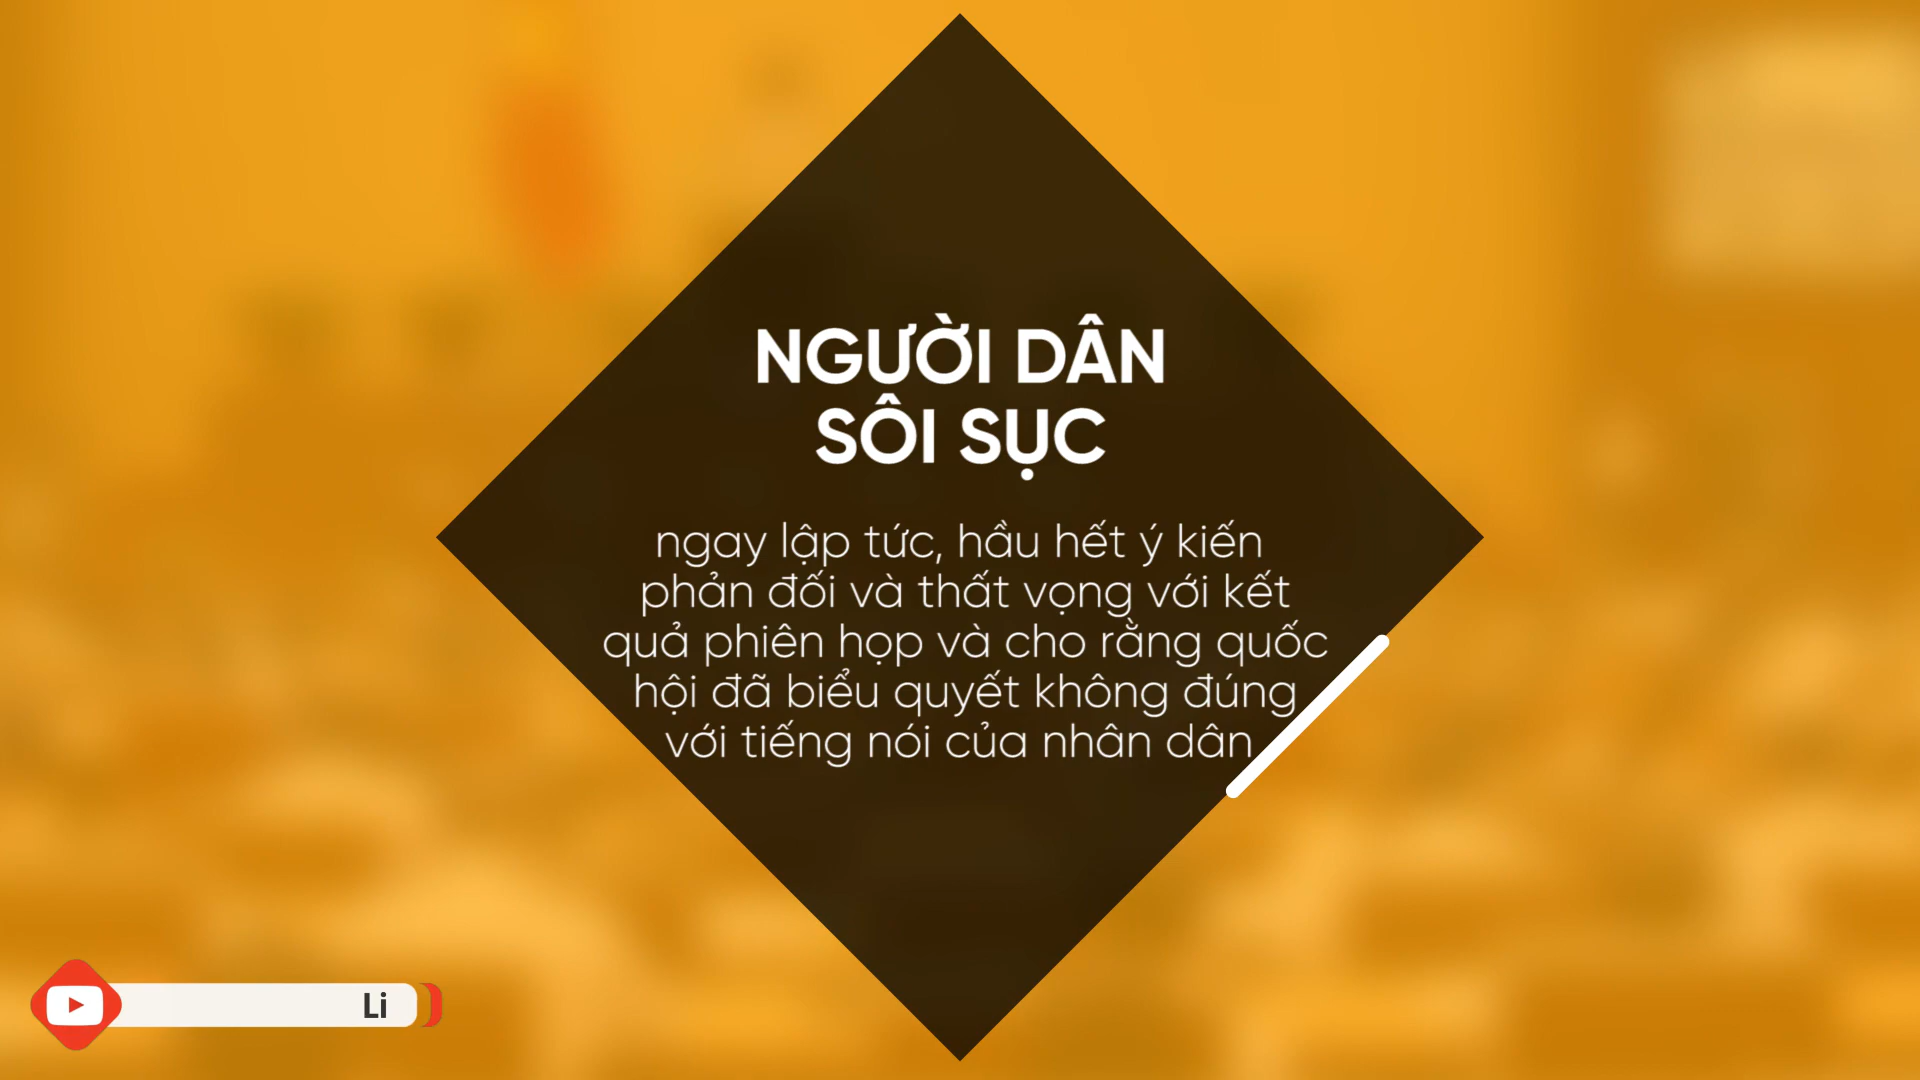 NGƯỜI DÂN
SÔI SỤC
ngay lập tức, hầu hết ý kiến
phản đối và thất vọng với kết
quả phiên họp và cho rằng quốc
hội đã biểu quyết không đúng
với tiếng nói của nhân dân
Li